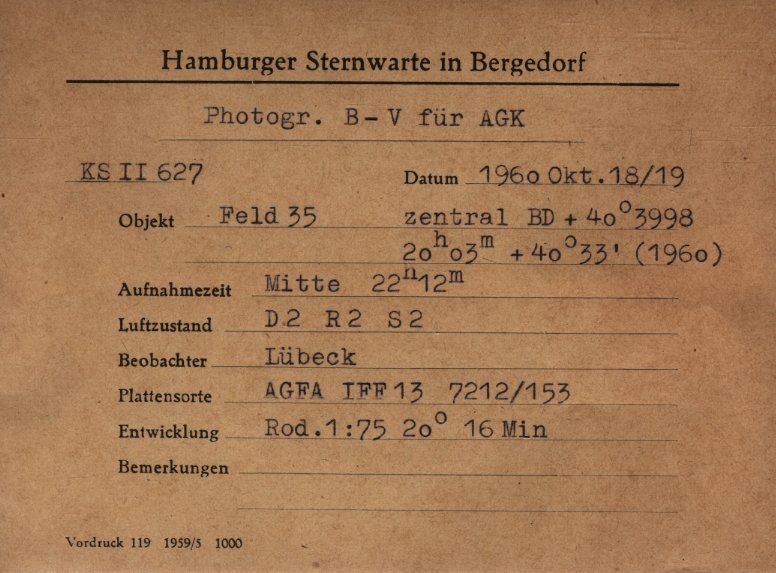 Hamburger Sternwarte in Bergedorf
Photogr. B-V für AGK
KS II 627 Datum 1960 Okt.18/19
Objekt Feld 35 zentral BD + 40°3998
20ʰ03ᵐ + 40°33' (1960)
Aufnahmezeit Mitte 22ʰ12ᵐ
Luftzustand D2 R2 S2
Beobachter Lübeck
Plattensorte AGFA IFF13 7212/153
Entwicklung Rod.1:75 20° 16 Min
Bemerkungen
Vordruck 119 1959/5 1000